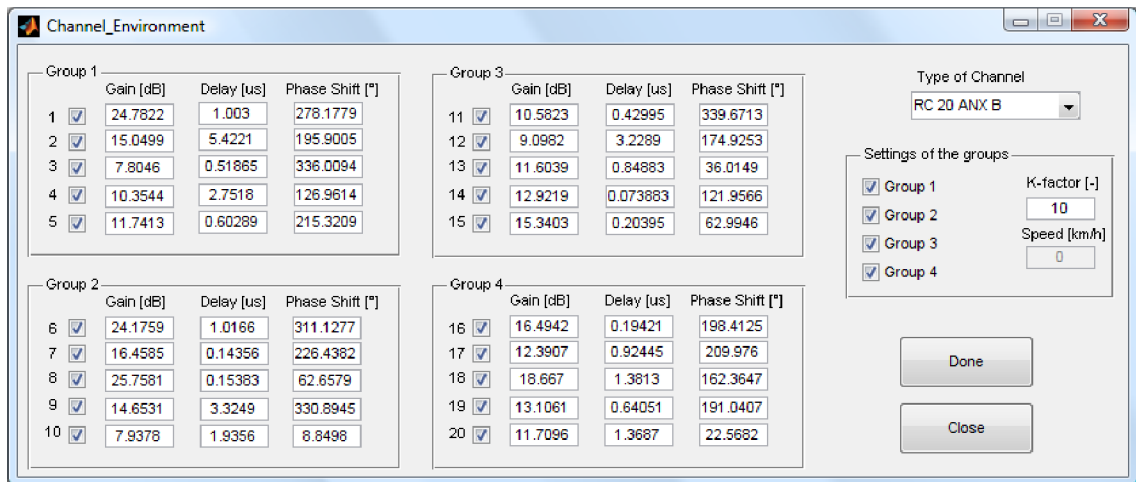 Channel_Environment
Group 1
Gain [dB] Delay [us] Phase Shift [°]
1 24.7822 1.003 278.1779
2 15.0499 5.4221 195.9005
3 7.8046 0.51865 336.0094
4 10.3544 2.7518 126.9614
5 11.7413 0.60289 215.3209
Group 2
Gain [dB] Delay [us] Phase Shift [°]
6 24.1759 1.0166 311.1277
7 16.4585 0.14356 226.4382
8 25.7581 0.15383 62.6579
9 14.6531 3.3249 330.8945
10 7.9378 1.9356 8.8498
Group 3
Gain [dB] Delay [us] Phase Shift [°]
11 10.5823 0.42995 339.6713
12 9.0982 3.2289 174.9253
13 11.6039 0.84883 36.0149
14 12.9219 0.073883 121.9566
15 15.3403 0.20395 62.9946
Group 4
Gain [dB] Delay [us] Phase Shift [°]
16 16.4942 0.19421 198.4125
17 12.3907 0.92445 209.976
18 18.667 1.3813 162.3647
19 13.1061 0.64051 191.0407
20 11.7096 1.3687 22.5682
Type of Channel
RC 20 ANX B
Settings of the groups
Group 1
Group 2
Group 3
Group 4
K-factor [-]
10
Speed [km/h]
0
Done
Close